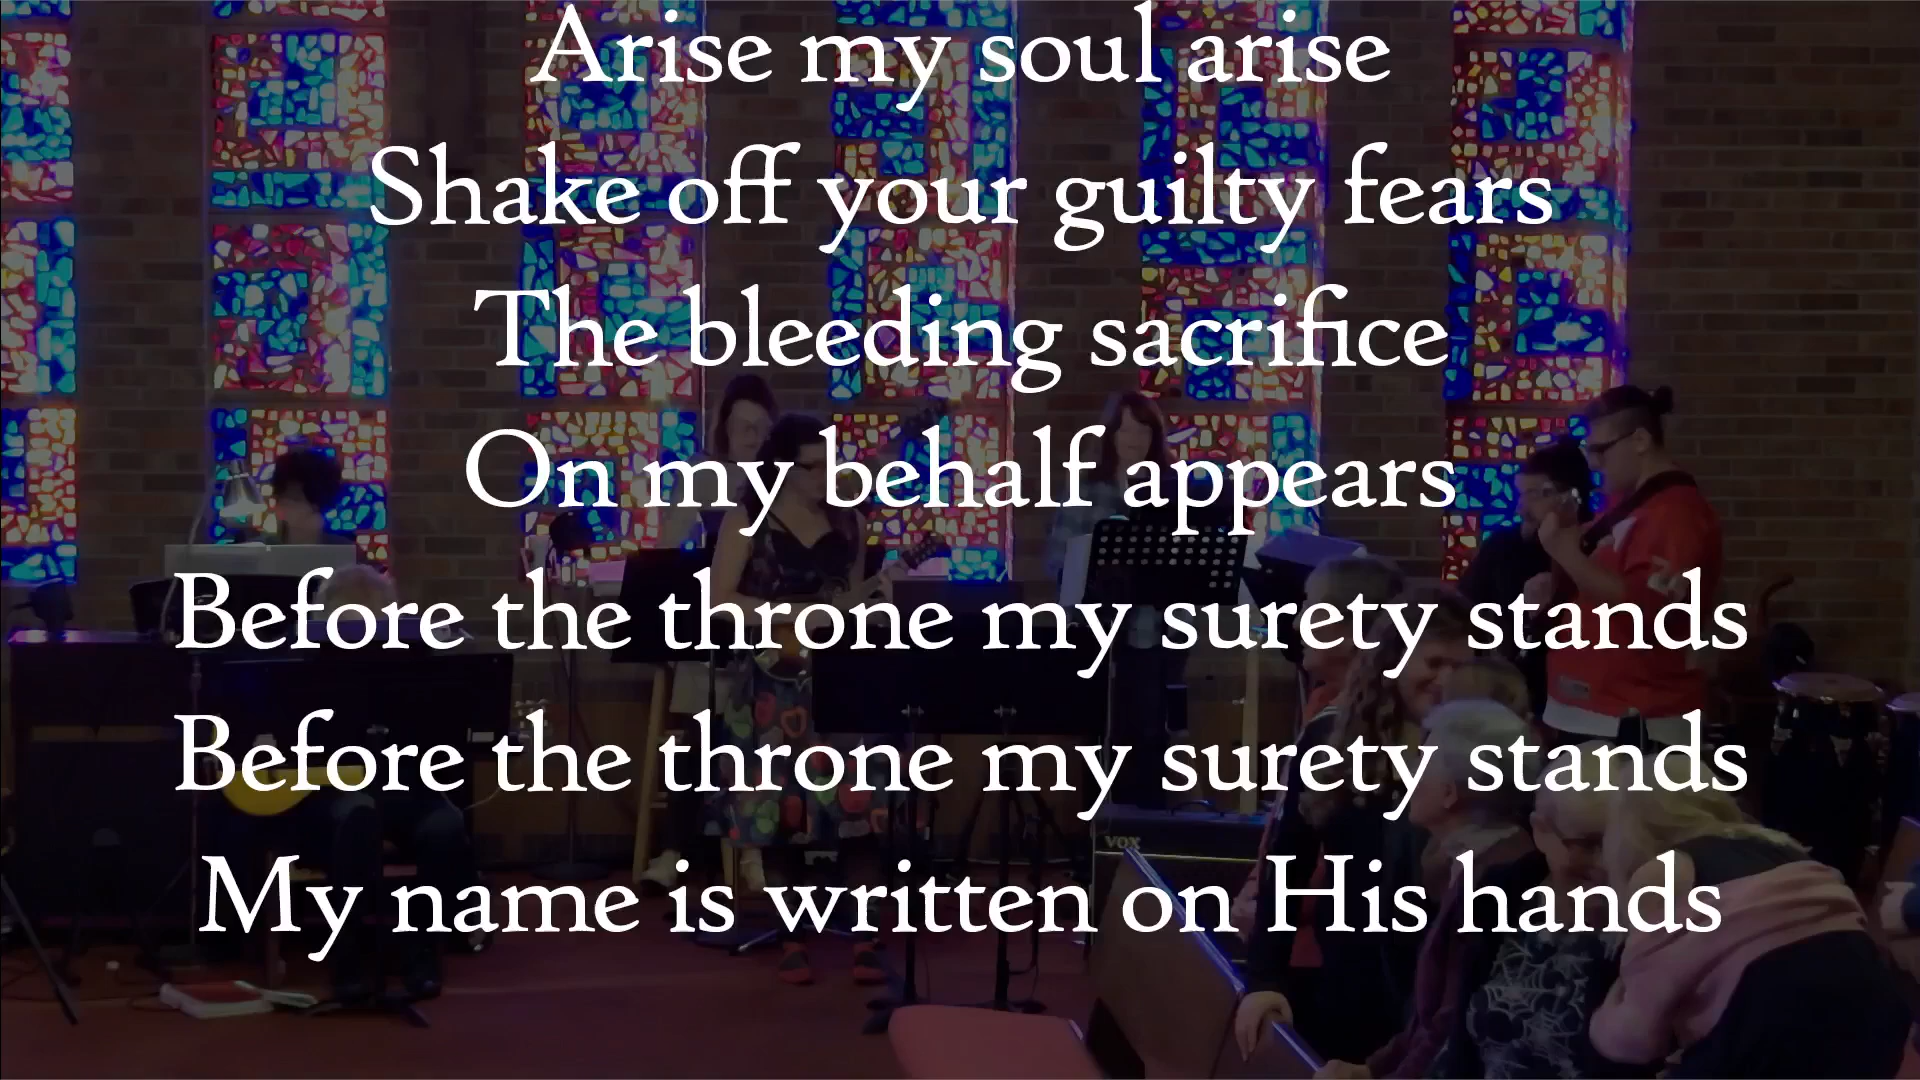 Arise my soul arise
Shake off your guilty fears
The bleeding sacrifice
On my behalf appears
Before the throne my surety stands
Before the throne my surety stands
My name is written on His hands
VOX